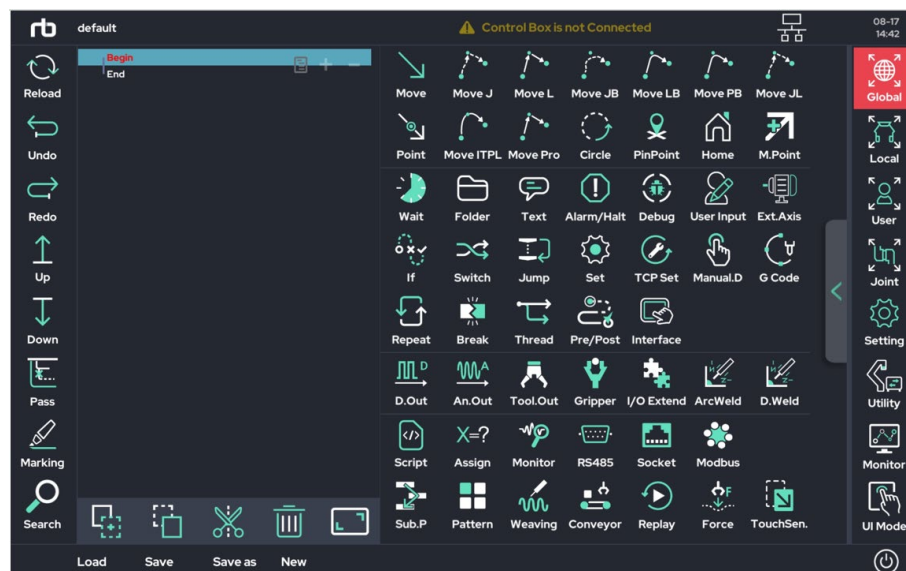 rb
default
Control Box is not Connected
08-17
14:42
Reload
Undo
Redo
Up
Down
Pass
Marking
Search
Begin
End
Move
Move J
Move L
Move JB
Move LB
Move PB
Move JL
Point
Move ITPL
Move Pro
Circle
PinPoint
Home
M.Point
Wait
Folder
Text
Alarm/Halt
Debug
User Input
Ext.Axis
If
Switch
Jump
Set
TCP Set
Manual.D
G Code
Repeat
Break
Thread
Pre/Post
Interface
D
A
D.Out
An.Out
Tool.Out
Gripper
I/O Extend
ArcWeld
D.Weld
X=?
Script
Assign
Monitor
RS485
Socket
Modbus
F
Sub.P
Pattern
Weaving
Conveyor
Replay
Force
TouchSen.
Global
Local
User
Joint
Setting
Utility
Monitor
UI Mode
Load
Save
Save as
New